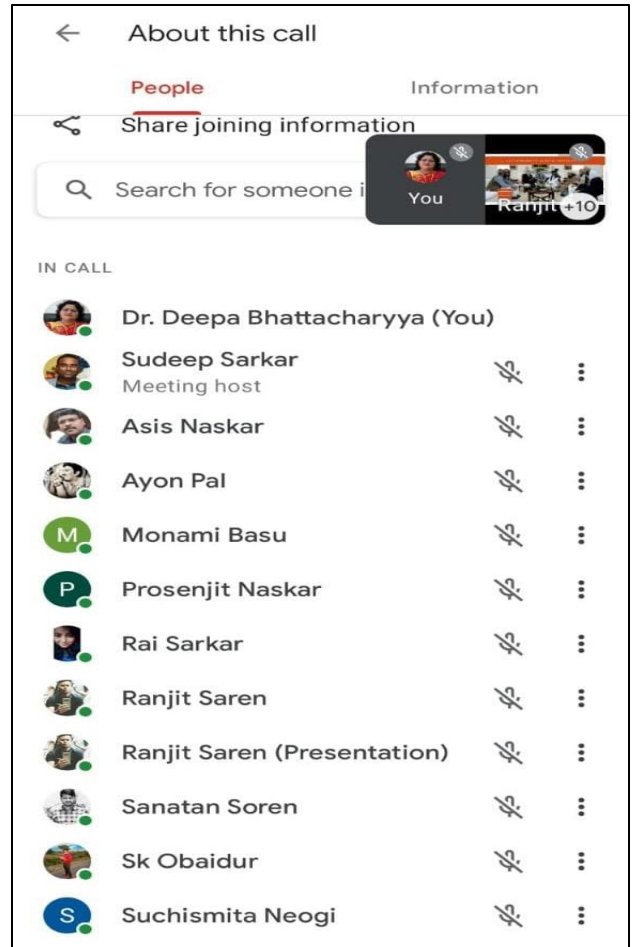 About this call
People
Information
Share joining information
Search for someone i
You
Ranjit
+10
IN CALL
Dr. Deepa Bhattacharyya (You)
Sudeep Sarkar
Meeting host
Asis Naskar
Ayon Pal
M
Monami Basu
P
Prosenjit Naskar
Rai Sarkar
Ranjit Saren
Ranjit Saren (Presentation)
Sanatan Soren
Sk Obaidur
S
Suchismita Neogi